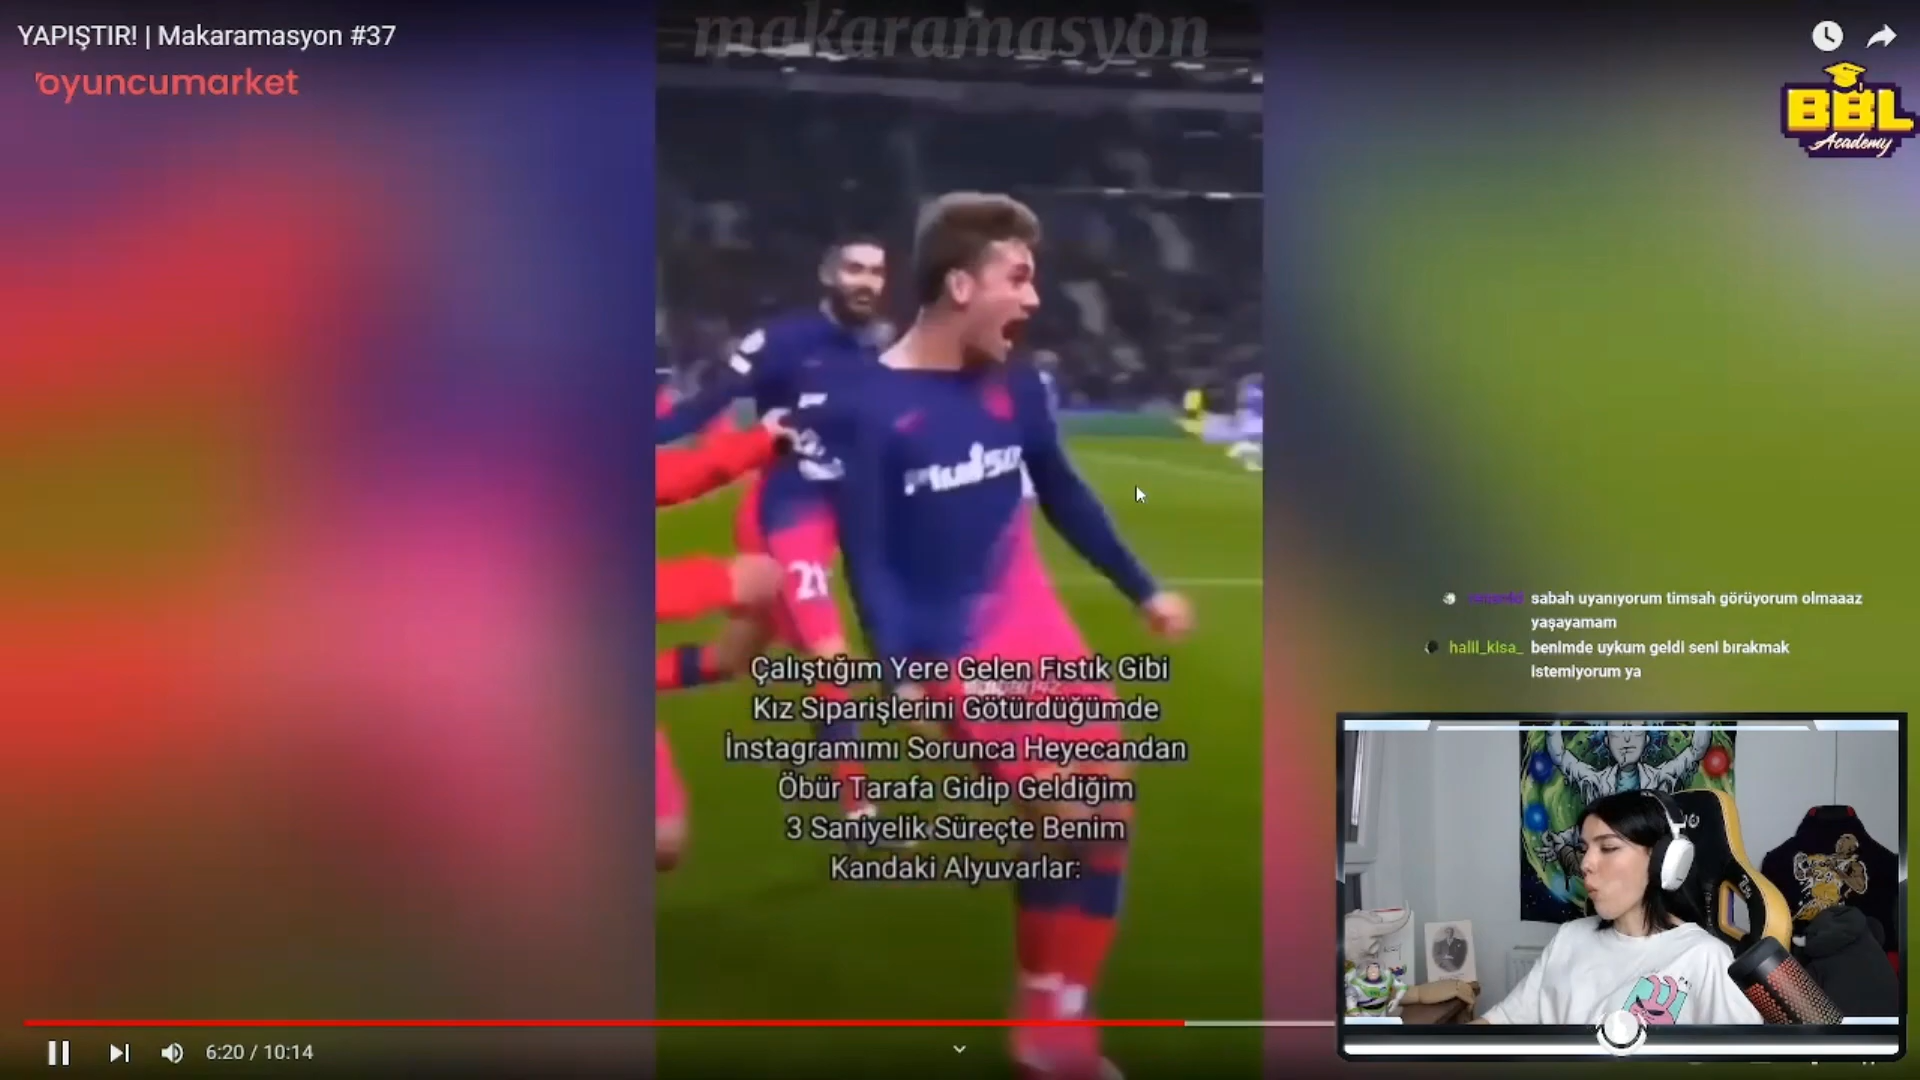 YAPIŞTIR! | Makaramasyon #37
oyuncumarket
makaramasyon
BBL
Academy
21
Çalıştığım Yere Gelen Fıstık Gibi
Kız Siparişlerini Götürdüğümde
İnstagramımı Sorunca Heyecandan
Öbür Tarafa Gidip Geldiğim
3 Saniyelik Süreçte Benim
Kandaki Alyuvarlar:
sabah uyanıyorum timsah görüyorum olmaaaz
yaşayamam
halil_kisa_ benimde uykum geldi seni bırakmak
istemiyorum ya
6:20 / 10:14